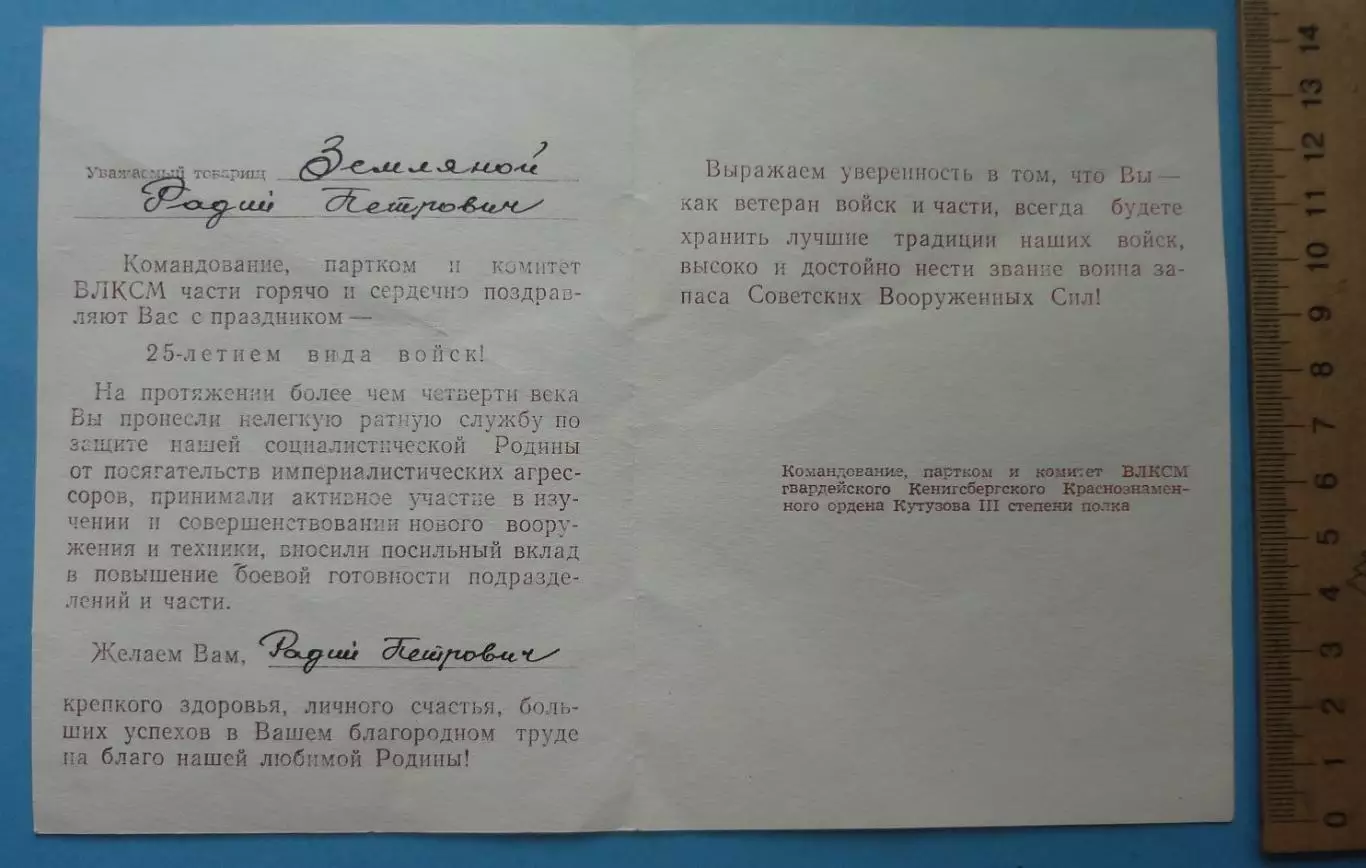 Уважаемый товарищ Земляной
Радий Петрович
Командование, партком и комитет
ВЛКСМ части горячо и сердечно поздрав-
ляют Вас с праздником —
25-летием вида войск!
На протяжении более чем четверти века
Вы пронесли нелегкую ратную службу по
защите нашей социалистической Родины
от посягательств империалистических агрес-
соров, принимали активное участие в изу-
чении и совершенствовании нового воору-
жения и техники, вносили посильный вклад
в повышение боевой готовности подразде-
лений и части.
Желаем Вам, Радий Петрович
крепкого здоровья, личного счастья, боль-
ших успехов в Вашем благородном труде
на благо нашей любимой Родины!
Выражаем уверенность в том, что Вы —
как ветеран войск и части, всегда будете
хранить лучшие традиции наших войск,
высоко и достойно нести звание воина за-
паса Советских Вооруженных Сил!
Командование, партком и комитет ВЛКСМ
гвардейского Кенигсбергского Краснознамен-
ного ордена Кутузова III степени полка
14
13
12
11
10
9
8
7
6
5
4
3
2
1
0